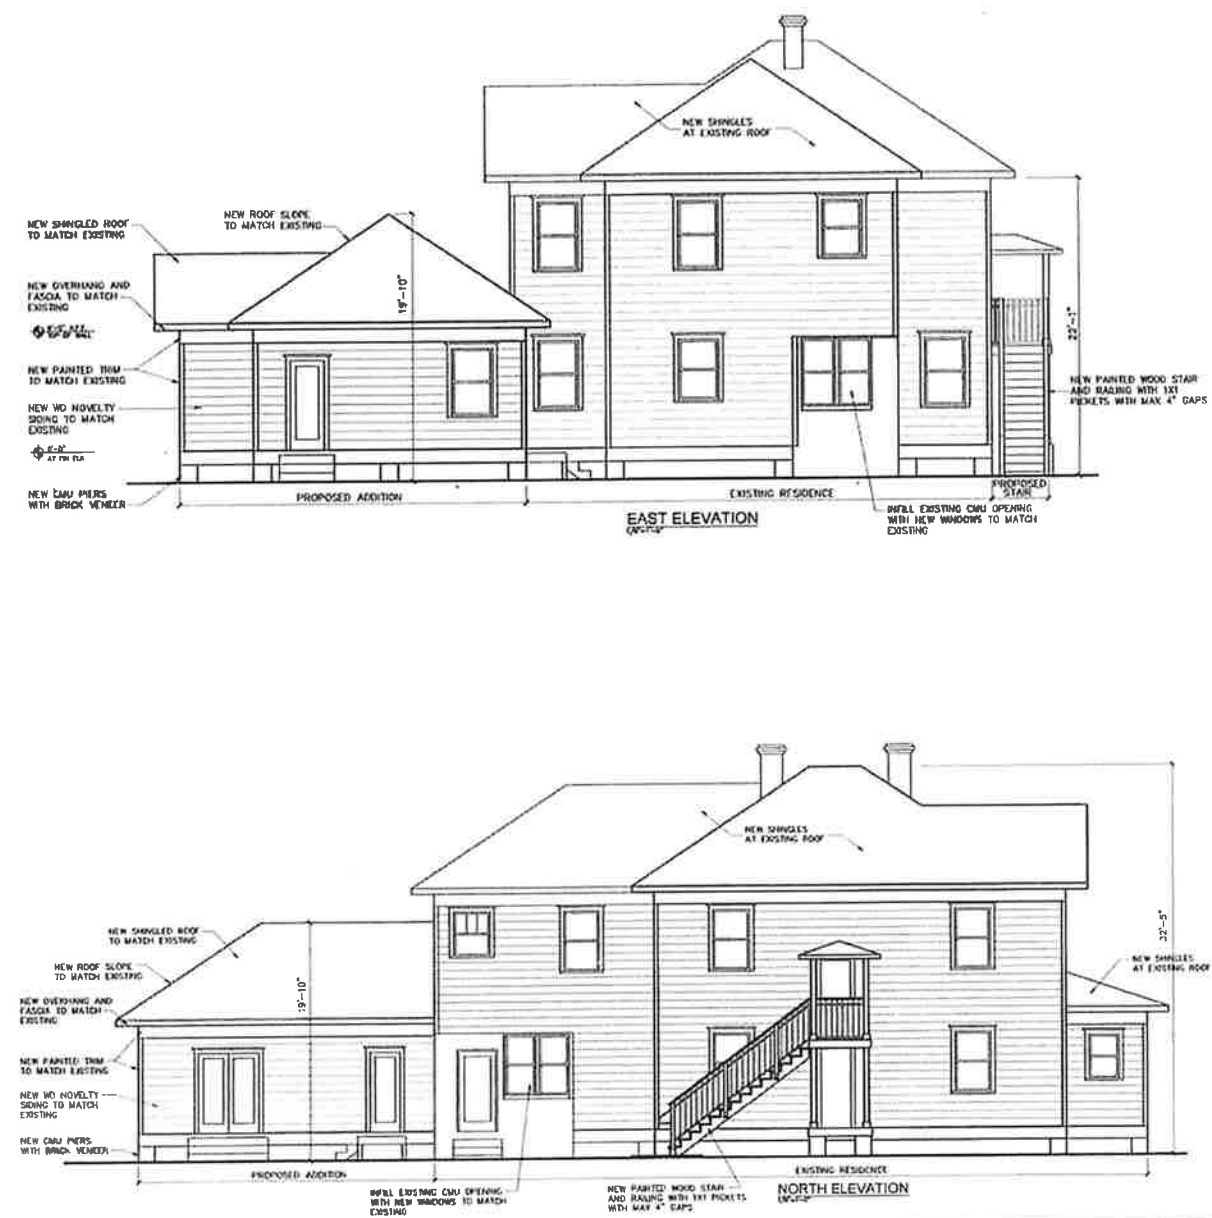 NEW SHINGLES
AT EXISTING ROOF
NEW SHINGLED ROOF
TO MATCH EXISTING
NEW ROOF SLOPE
TO MATCH EXISTING
NEW OVERHANG AND
FASCIA TO MATCH
EXISTING
TOP OF WALL
NEW PAINTED TRIM
TO MATCH EXISTING
NEW WD NOVELTY
SIDING TO MATCH
EXISTING
0'-0"
AT FIN FLR
NEW CMU PIERS
WITH BRICK VENEER
19'-10"
22'-1"
NEW PAINTED WOOD STAIR
AND RAILING WITH 1X1
PICKETS WITH MAX 4" GAPS
PROPOSED ADDITION
EXISTING RESIDENCE
PROPOSED
STAIR
EAST ELEVATION
INFILL EXISTING CMU OPENING
WITH NEW WINDOWS TO MATCH
EXISTING
NEW SHINGLES
AT EXISTING ROOF
NEW SHINGLED ROOF
TO MATCH EXISTING
NEW ROOF SLOPE
TO MATCH EXISTING
NEW OVERHANG AND
FASCIA TO MATCH
EXISTING
NEW PAINTED TRIM
TO MATCH EXISTING
NEW WD NOVELTY
SIDING TO MATCH
EXISTING
NEW CMU PIERS
WITH BRICK VENEER
19'-10"
32'-5"
NEW SHINGLES
AT EXISTING ROOF
PROPOSED ADDITION
EXISTING RESIDENCE
INFILL EXISTING CMU OPENING
WITH NEW WINDOWS TO MATCH
EXISTING
NEW PAINTED WOOD STAIR
AND RAILING WITH 1X1 PICKETS
WITH MAX 4" GAPS
NORTH ELEVATION